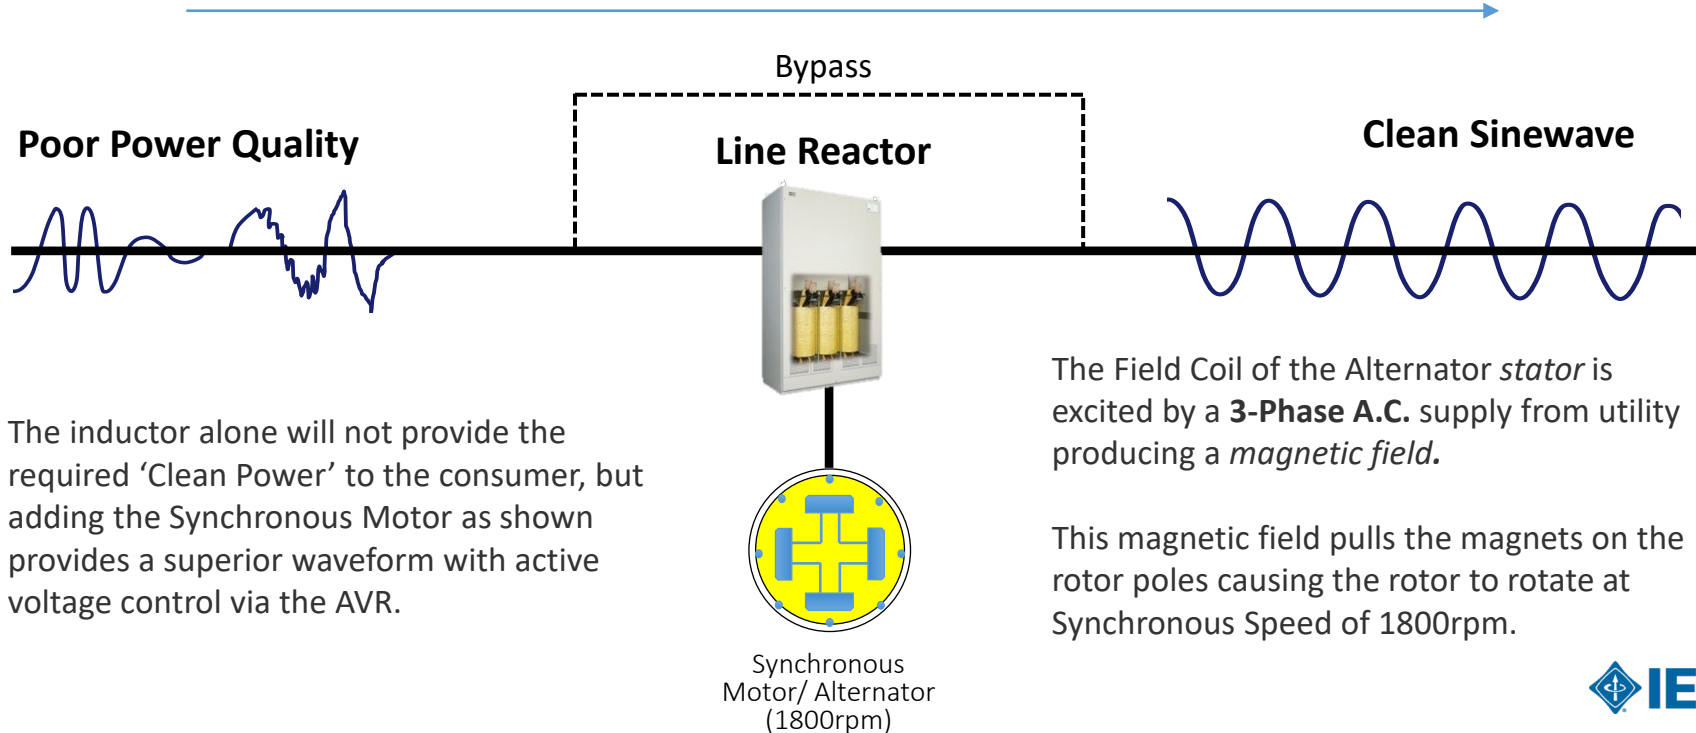 Bypass
Poor Power Quality
Line Reactor
Clean Sinewave
The inductor alone will not provide the
required ‘Clean Power’ to the consumer, but
adding the Synchronous Motor as shown
provides a superior waveform with active
voltage control via the AVR.
The Field Coil of the Alternator stator is
excited by a 3-Phase A.C. supply from utility
producing a magnetic field.
This magnetic field pulls the magnets on the
rotor poles causing the rotor to rotate at
Synchronous Speed of 1800rpm.
Synchronous
Motor/ Alternator
(1800rpm)
IE